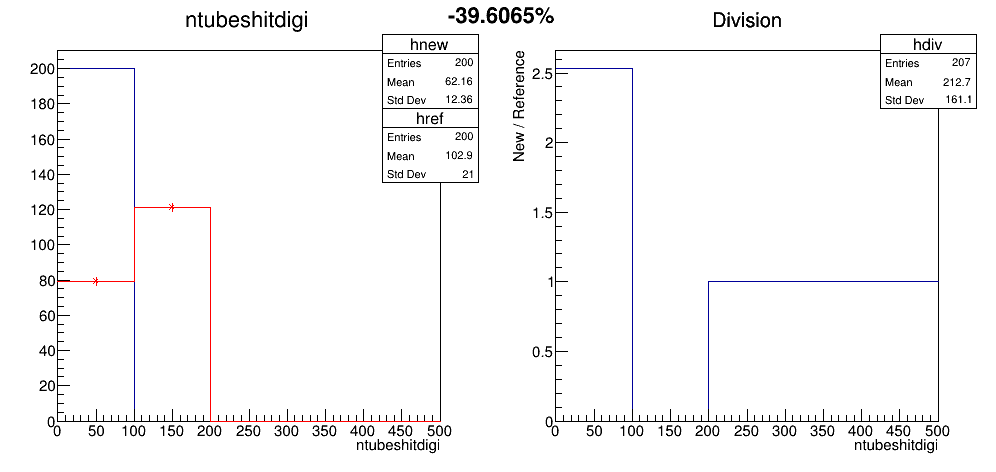 -39.6065%
ntubeshitdigi
hnew
Entries 200
Mean 62.16
Std Dev 12.36
href
Entries 200
Mean 102.9
Std Dev 21
200
180
160
140
120
100
80
60
40
20
0
0 50 100 150 200 250 300 350 400 450 500
ntubeshitdigi
Division
hdiv
Entries 207
Mean 212.7
Std Dev 161.1
New / Reference
2.5
2
1.5
1
0.5
0
0 50 100 150 200 250 300 350 400 450 500
ntubeshitdigi